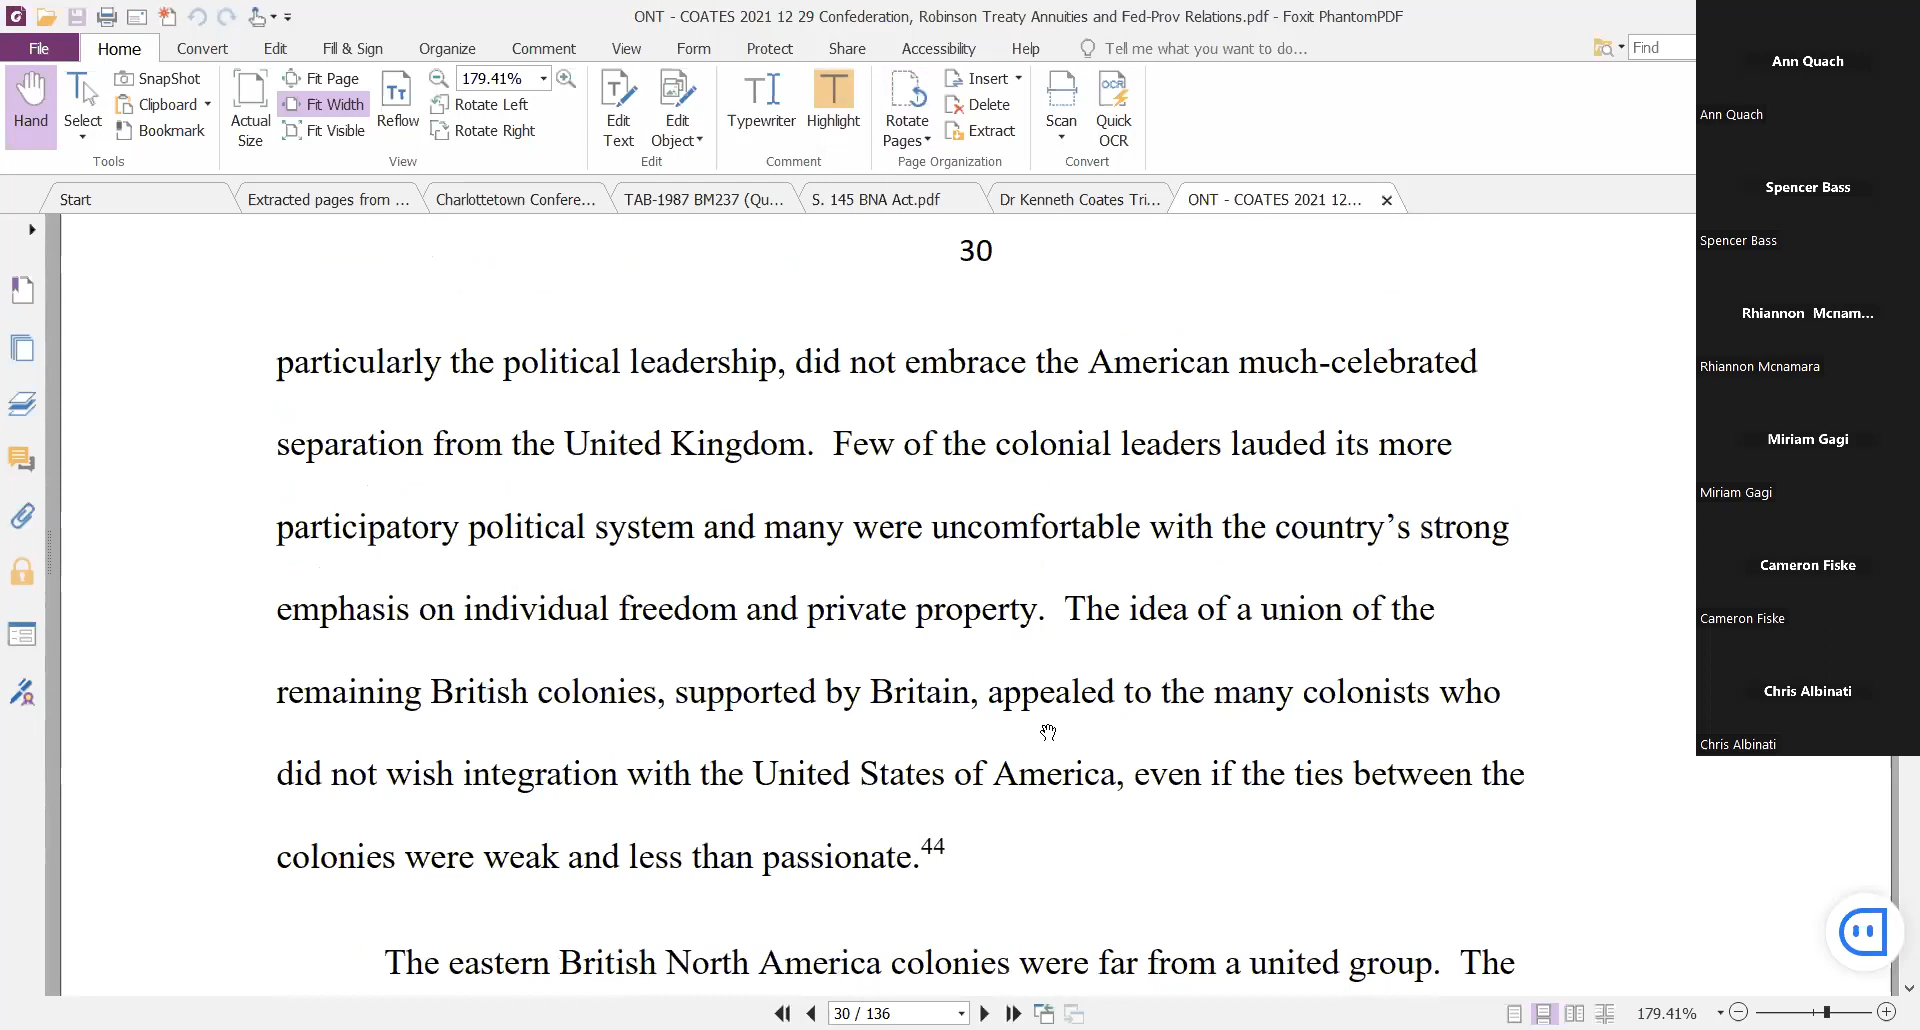 ONT - COATES 2021 12 29 Confederation, Robinson Treaty Annuities and Fed-Prov Relations.pdf - Foxit PhantomPDF
File Home Convert Edit Fill & Sign Organize Comment View Form Protect Share Accessibility Help Tell me what you want to do... Find
Hand
Select
SnapShot
Clipboard
Bookmark
Tools
Actual Size
Fit Page
Fit Width
Fit Visible
Reflow
179.41%
Rotate Left
Rotate Right
View
Edit Text
Edit Object
Edit
Typewriter
Highlight
Comment
Rotate Pages
Insert
Delete
Extract
Page Organization
Scan
Quick OCR
Convert
Start
Extracted pages from ...
Charlottetown Confere...
TAB-1987 BM237 (Qu...
S. 145 BNA Act.pdf
Dr Kenneth Coates Tri...
ONT - COATES 2021 12...
30
particularly the political leadership, did not embrace the American much-celebrated
separation from the United Kingdom.  Few of the colonial leaders lauded its more
participatory political system and many were uncomfortable with the country’s strong
emphasis on individual freedom and private property.  The idea of a union of the
remaining British colonies, supported by Britain, appealed to the many colonists who
did not wish integration with the United States of America, even if the ties between the
colonies were weak and less than passionate.44
The eastern British North America colonies were far from a united group.  The
30 / 136
179.41%
Ann Quach
Ann Quach
Spencer Bass
Spencer Bass
Rhiannon Mcnam...
Rhiannon Mcnamara
Miriam Gagi
Miriam Gagi
Cameron Fiske
Cameron Fiske
Chris Albinati
Chris Albinati